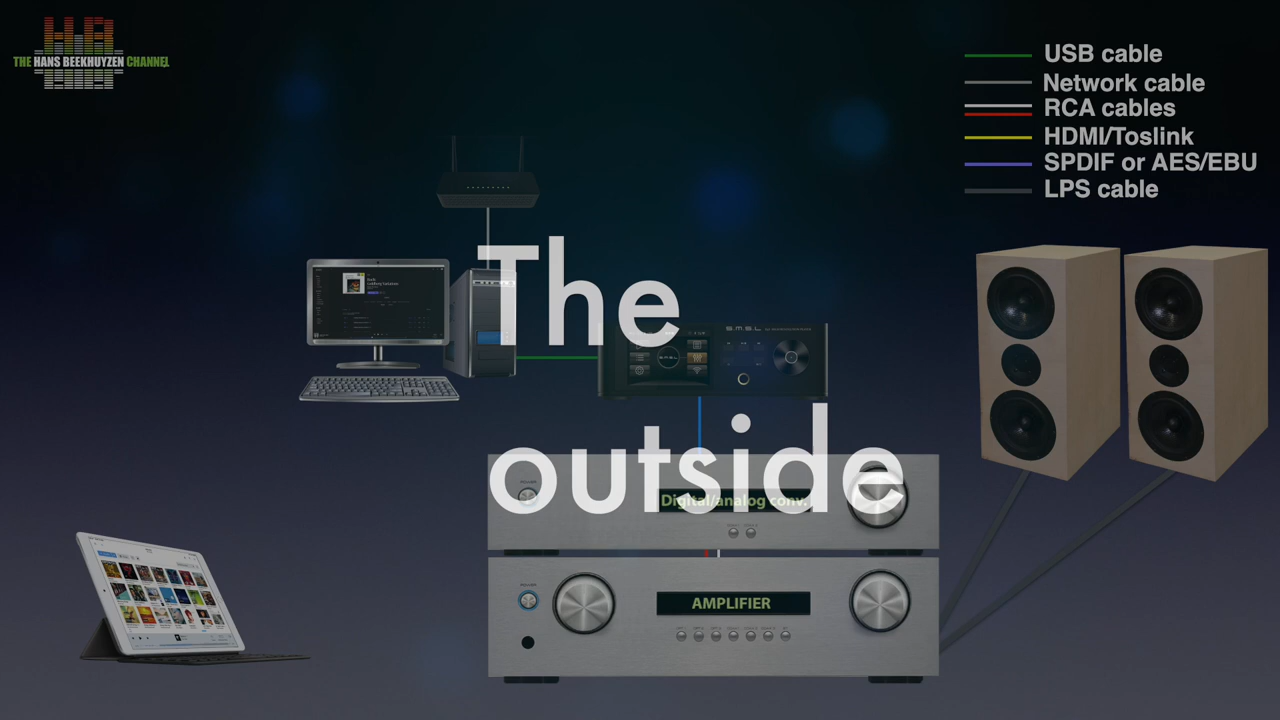 THE HANS BEEKHUYZEN CHANNEL
USB cable
Network cable
RCA cables
HDMI/Toslink
SPDIF or AES/EBU
LPS cable
The
S.M.S.L
outside
Digital/analog conv.
POWER
AMPLIFIER